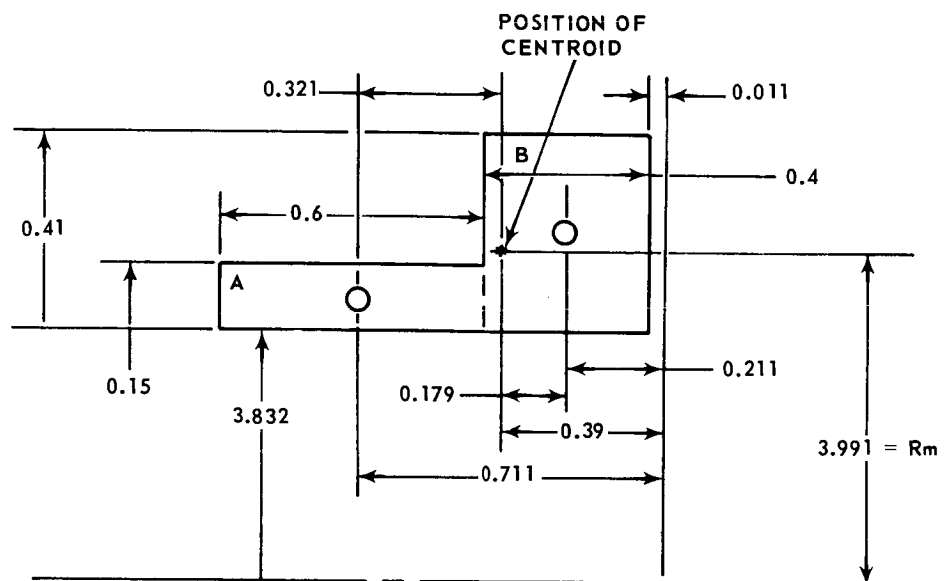 POSITION OF
CENTROID
0.321
0.011
B
0.4
0.6
0.41
A
0.211
0.15
0.179
3.832
0.39
3.991 = Rm
0.711